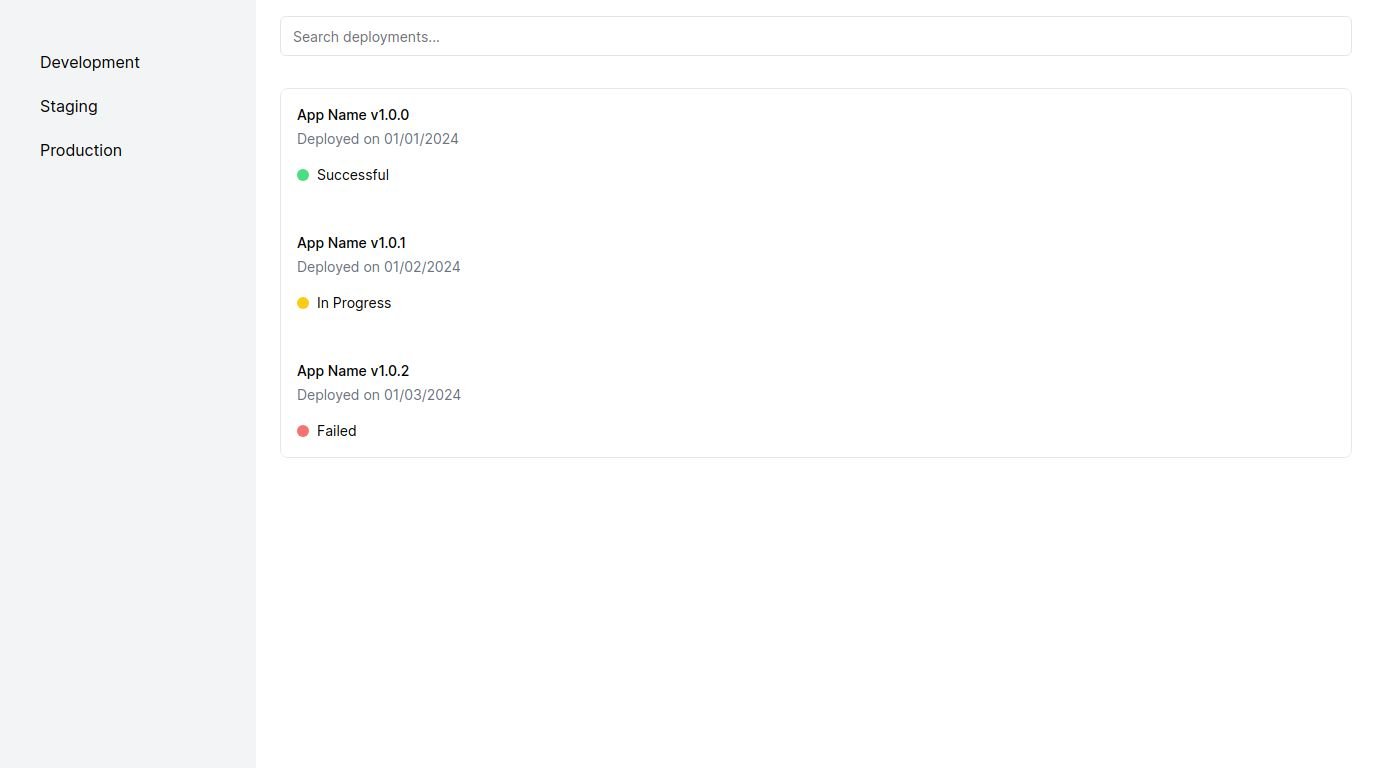 Development
Staging
Production
Search deployments...
App Name v1.0.0
Deployed on 01/01/2024
Successful
App Name v1.0.1
Deployed on 01/02/2024
In Progress
App Name v1.0.2
Deployed on 01/03/2024
Failed